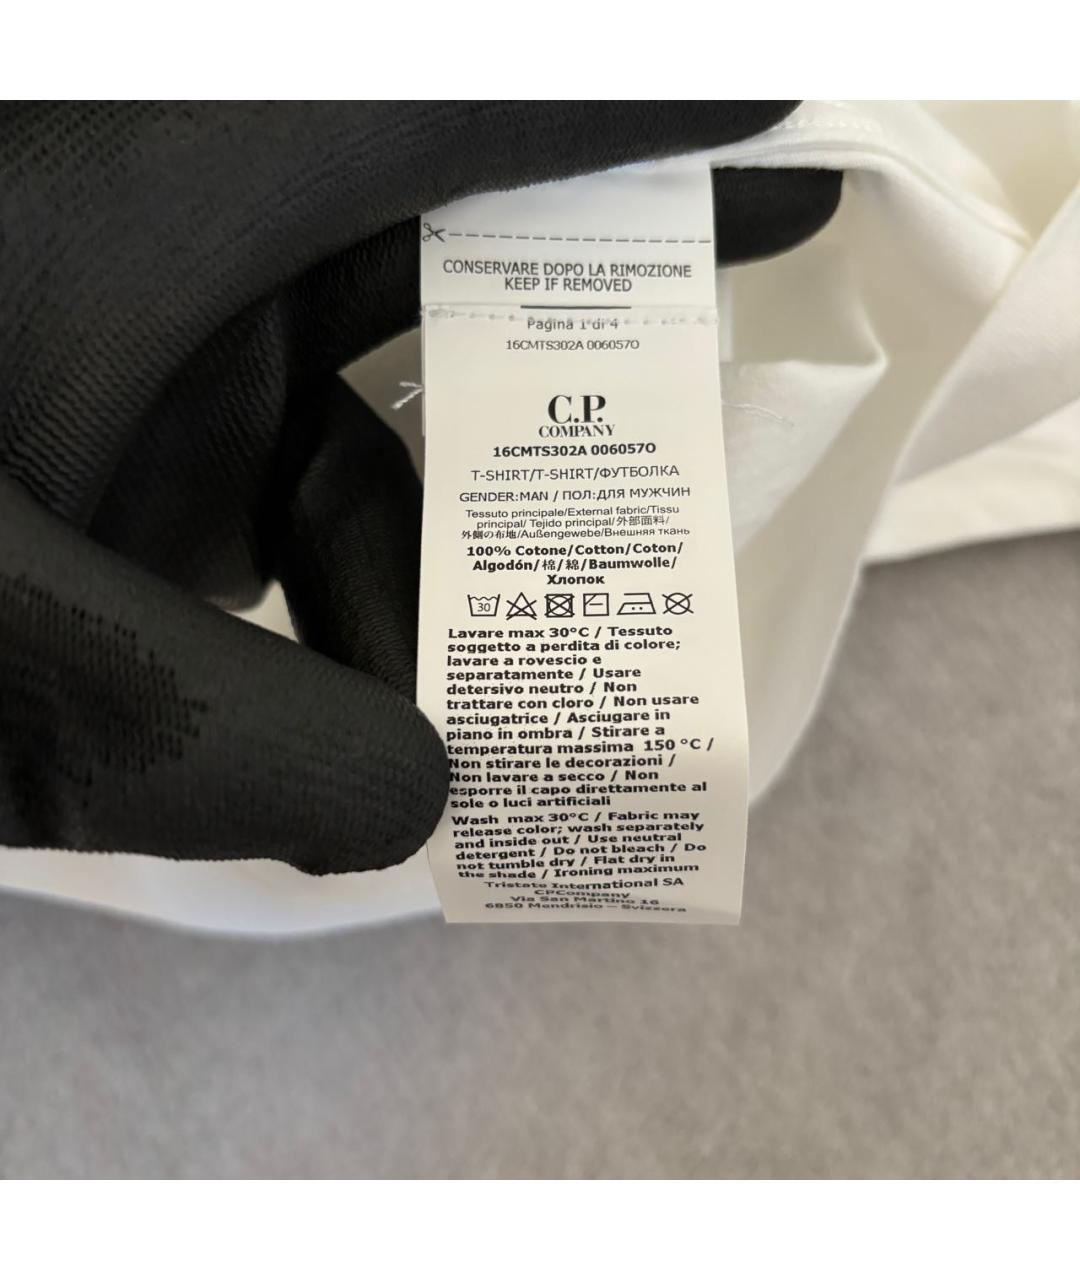 CONSERVARE DOPO LA RIMOZIONE
KEEP IF REMOVED
Pagina 1 di 4
16CMTS302A 006057O
C.P.
COMPANY
16CMTS302A 006057O
T-SHIRT/T-SHIRT/ФУТБОЛКА
GENDER:MAN / ПОЛ:ДЛЯ МУЖЧИН
Tessuto principale/External fabric/Tissu
principal/ Tejido principal/外部面料/
外側の布地/Außengewebe/Внешняя ткань
100% Cotone/Cotton/Coton/
Algodón/棉/綿/Baumwolle/
Хлопок
30
Lavare max 30°C / Tessuto
soggetto a perdita di colore;
lavare a rovescio e
separatamente / Usare
detersivo neutro / Non
trattare con cloro / Non usare
asciugatrice / Asciugare in
piano in ombra / Stirare a
temperatura massima 150 °C /
Non stirare le decorazioni /
Non lavare a secco / Non
esporre il capo direttamente al
sole o luci artificiali
Wash max 30°C / Fabric may
release color; wash separately
and inside out / Use neutral
detergent / Do not bleach / Do
not tumble dry / Flat dry in
the shade / Ironing maximum
Tristate International SA
CPCompany
Via San Martino 16
6850 Mendrisio – Svizzera